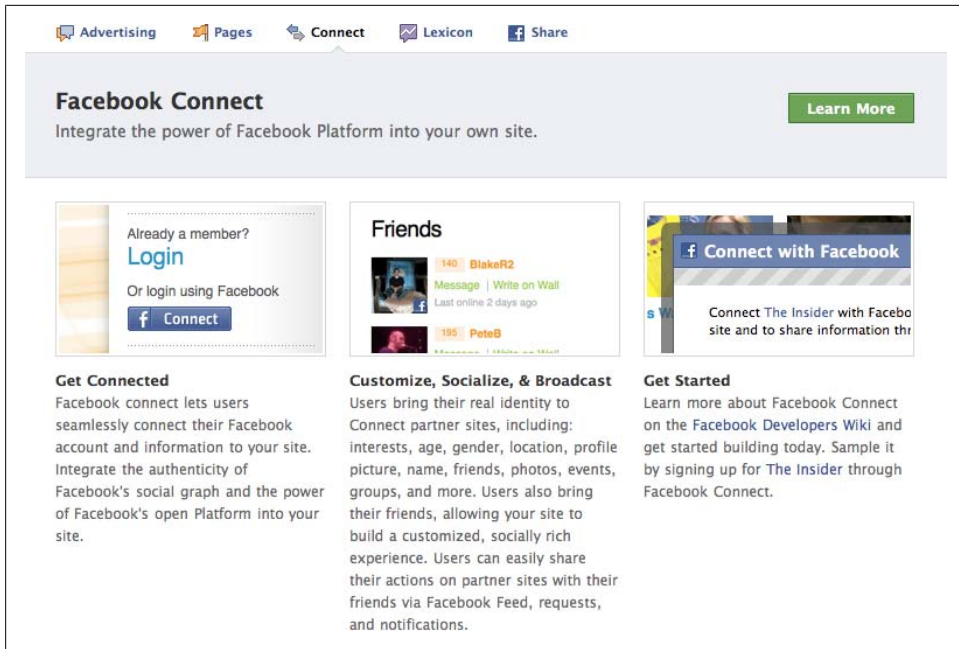 Advertising Pages Connect Lexicon Share
Facebook Connect
Integrate the power of Facebook Platform into your own site.
Learn More
Already a member?
Login
Or login using Facebook
f Connect
Friends
140 BlakeR2
Message | Write on Wall
Last online 2 days ago
195 PeteB
Message | Write on Wall
Connect with Facebook
Connect The Insider with Facebo
site and to share information thr
Get Connected
Facebook connect lets users
seamlessly connect their Facebook
account and information to your site.
Integrate the authenticity of
Facebook's social graph and the power
of Facebook's open Platform into your
site.
Customize, Socialize, & Broadcast
Users bring their real identity to
Connect partner sites, including:
interests, age, gender, location, profile
picture, name, friends, photos, events,
groups, and more. Users also bring
their friends, allowing your site to
build a customized, socially rich
experience. Users can easily share
their actions on partner sites with their
friends via Facebook Feed, requests,
and notifications.
Get Started
Learn more about Facebook Connect
on the Facebook Developers Wiki and
get started building today. Sample it
by signing up for The Insider through
Facebook Connect.